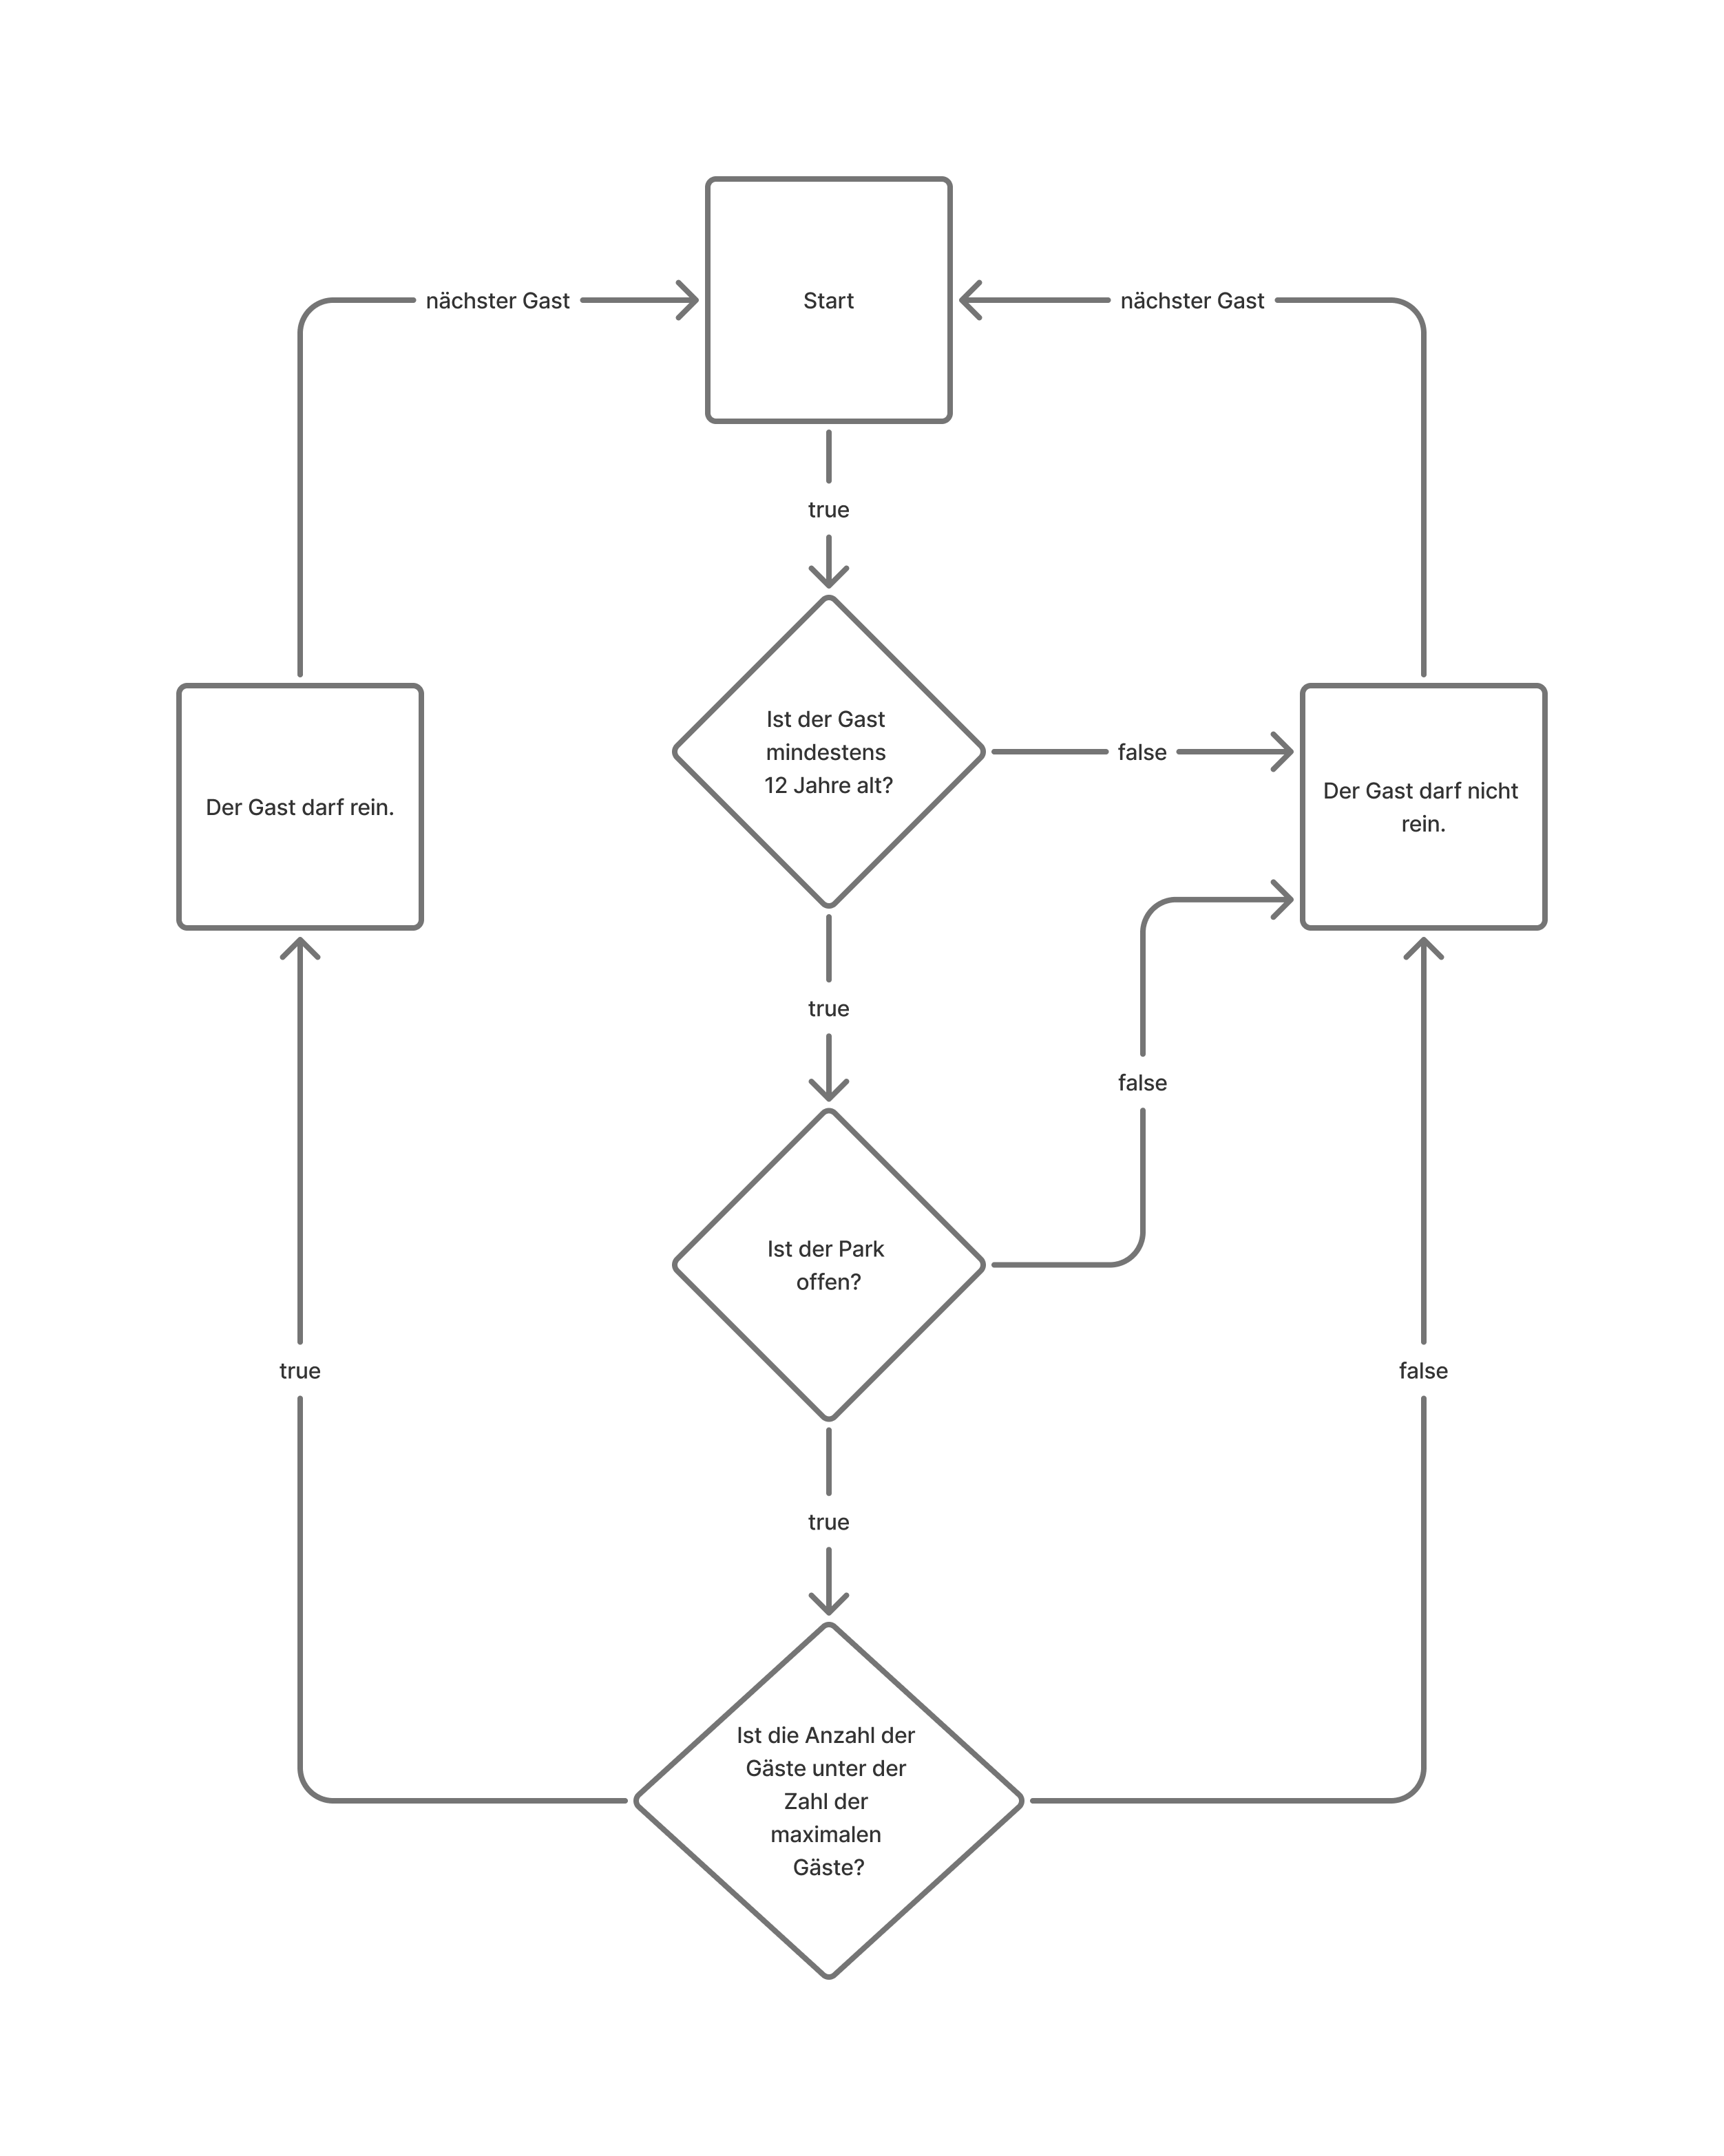 Start
nächster Gast
nächster Gast
true
Ist der Gast
mindestens
12 Jahre alt?
false
Der Gast darf rein.
Der Gast darf nicht
rein.
true
false
Ist der Park
offen?
true
false
true
Ist die Anzahl der
Gäste unter der
Zahl der
maximalen
Gäste?